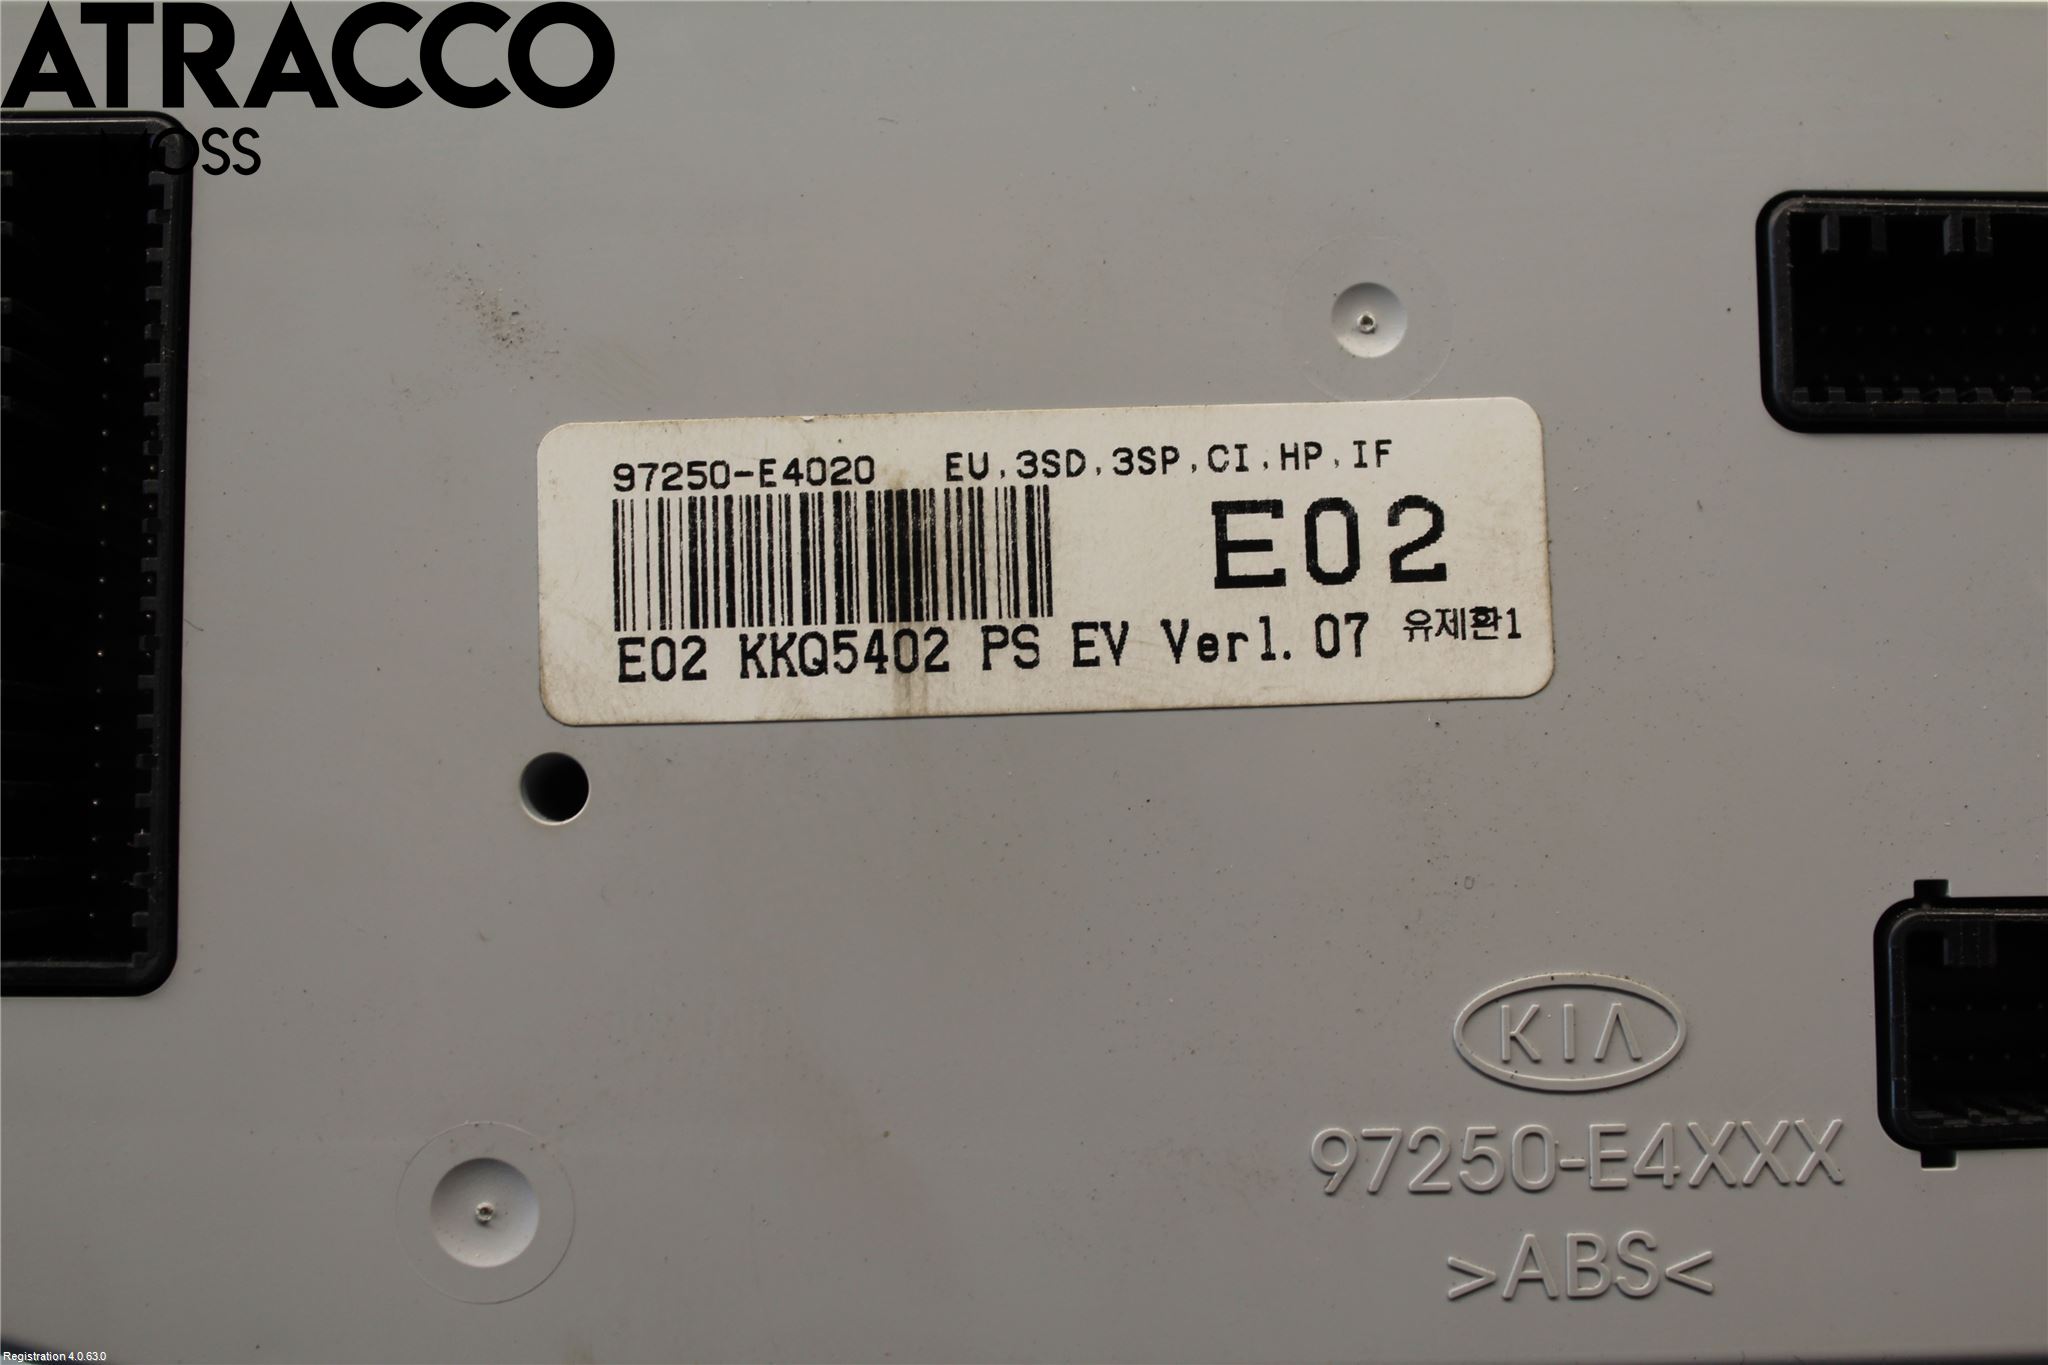 ATRACCO
MOSS
97250-E4020 EU,3SD,3SP,CI,HP,IF
E02
E02 KKQ5402 PS EV Ver1.07 유제환1
KIA
97250-E4XXX
>ABS<
Registration 4.0.63.0